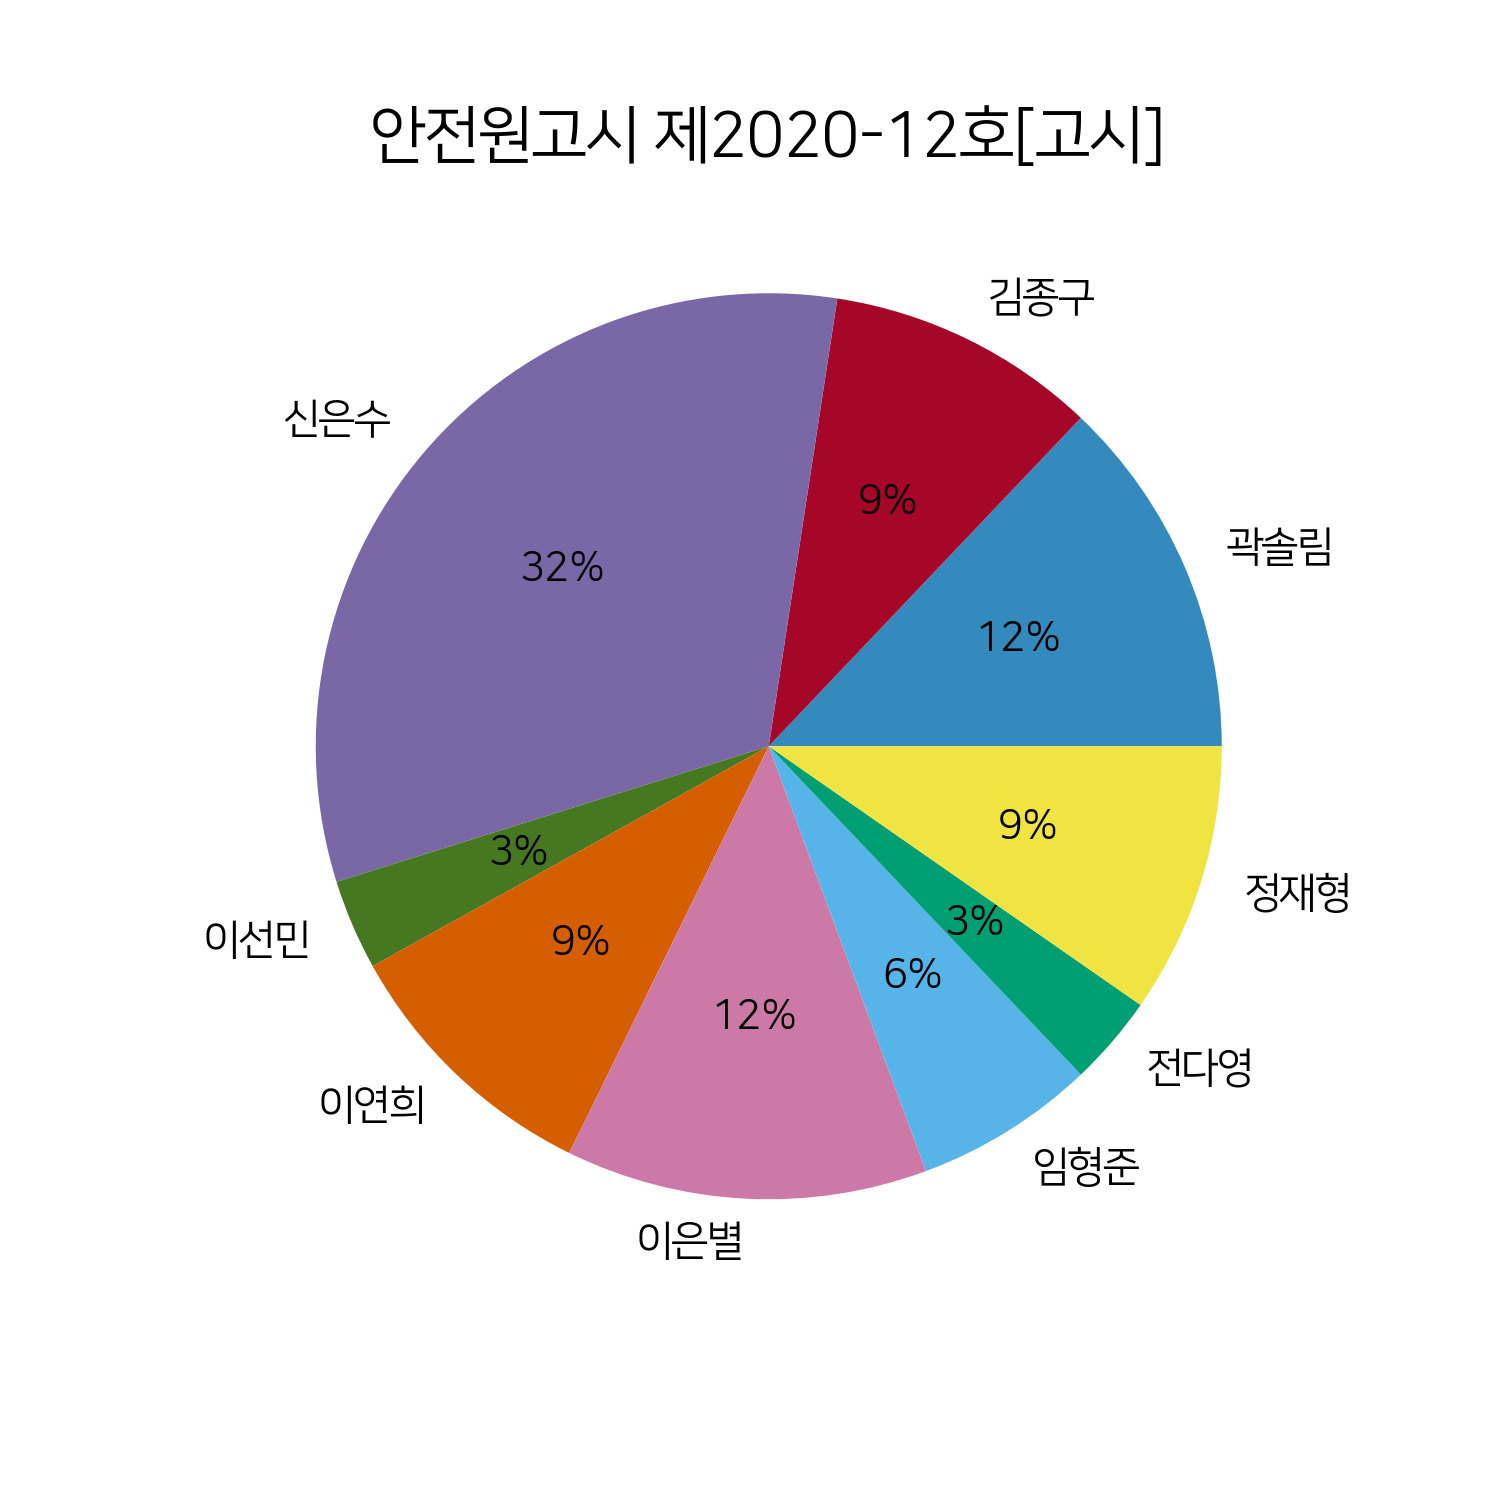 안전원고시 제2020-12호[고시]
김종구
곽솔림
신은수
9%
32%
12%
9%
3%
정재형
이선민
9%
3%
6%
12%
전다영
이연희
임형준
이은별